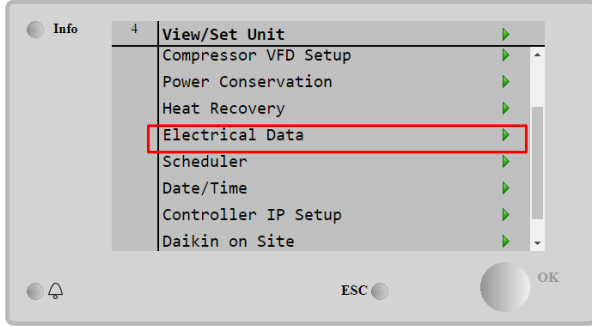 Info
4 View/Set Unit
Compressor VFD Setup
Power Conservation
Heat Recovery
Electrical Data
Scheduler
Date/Time
Controller IP Setup
Daikin on Site
ESC
OK